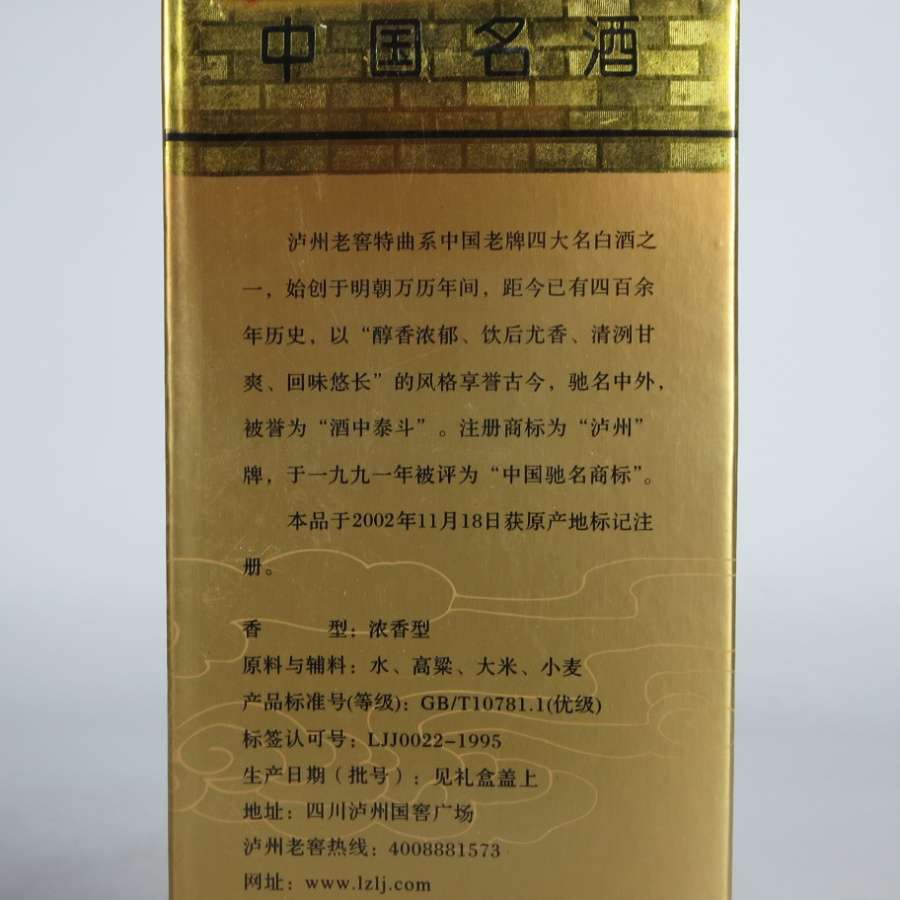 中国名酒
泸州老窖特曲系中国老牌四大名白酒之
一，始创于明朝万历年间，距今已有四百余
年历史，以“醇香浓郁、饮后尤香、清洌甘
爽、回味悠长”的风格享誉古今，驰名中外，
被誉为“酒中泰斗”。注册商标为“泸州”
牌，于一九九一年被评为“中国驰名商标”。
本品于2002年11月18日获原产地标记注
册。
香 型：浓香型
原料与辅料：水、高粱、大米、小麦
产品标准号(等级)：GB/T10781.1(优级)
标签认可号：LJJ0022-1995
生产日期（批号）：见礼盒盖上
地址：四川泸州国窖广场
泸州老窖热线：4008881573
网址：www.lzlj.com